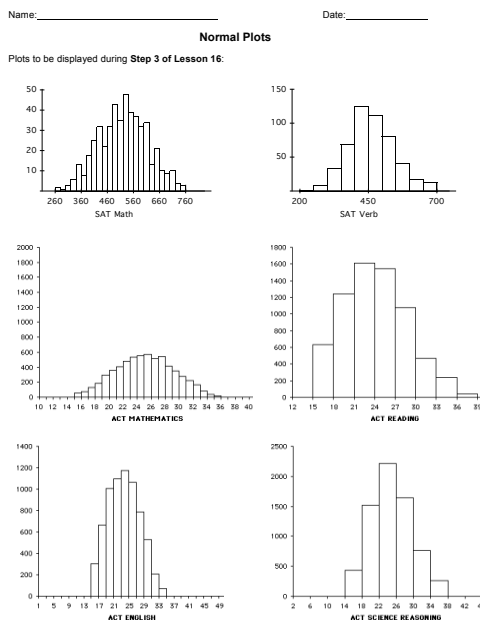 Name: Date:
Normal Plots
Plots to be displayed during Step 3 of Lesson 16:
50
40
30
20
10
260 360 460 560 660 760
SAT Math
150
100
50
200 450 700
SAT Verb
2000
1800
1600
1400
1200
1000
800
600
400
200
0
10 12 14 16 18 20 22 24 26 28 30 32 34 36 38 40
ACT MATHEMATICS
1800
1600
1400
1200
1000
800
600
400
200
0
12 15 18 21 24 27 30 33 36 39
ACT READING
1400
1200
1000
800
600
400
200
0
1 5 9 13 17 21 25 29 33 37 41 45 49
ACT ENGLISH
2500
2000
1500
1000
500
0
2 6 10 14 18 22 26 30 34 38 42
ACT SCIENCE REASONING